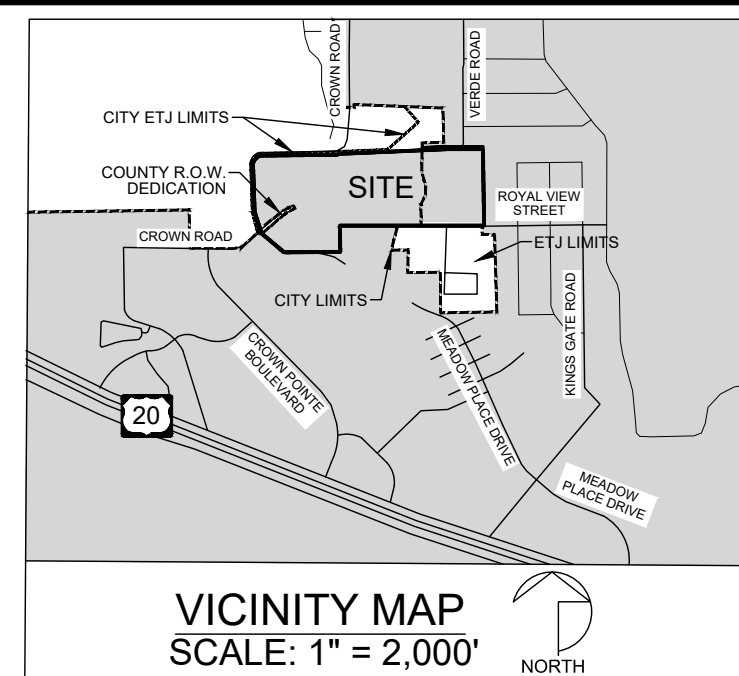 CROWN ROAD
VERDE ROAD
CITY ETJ LIMITS
COUNTY R.O.W.
DEDICATION
SITE
ROYAL VIEW
STREET
CROWN ROAD
ETJ LIMITS
CITY LIMITS
KINGS GATE ROAD
CROWN POINTE
BOULEVARD
MEADOW PLACE DRIVE
20
MEADOW
PLACE DRIVE
VICINITY MAP
SCALE: 1" = 2,000'
NORTH